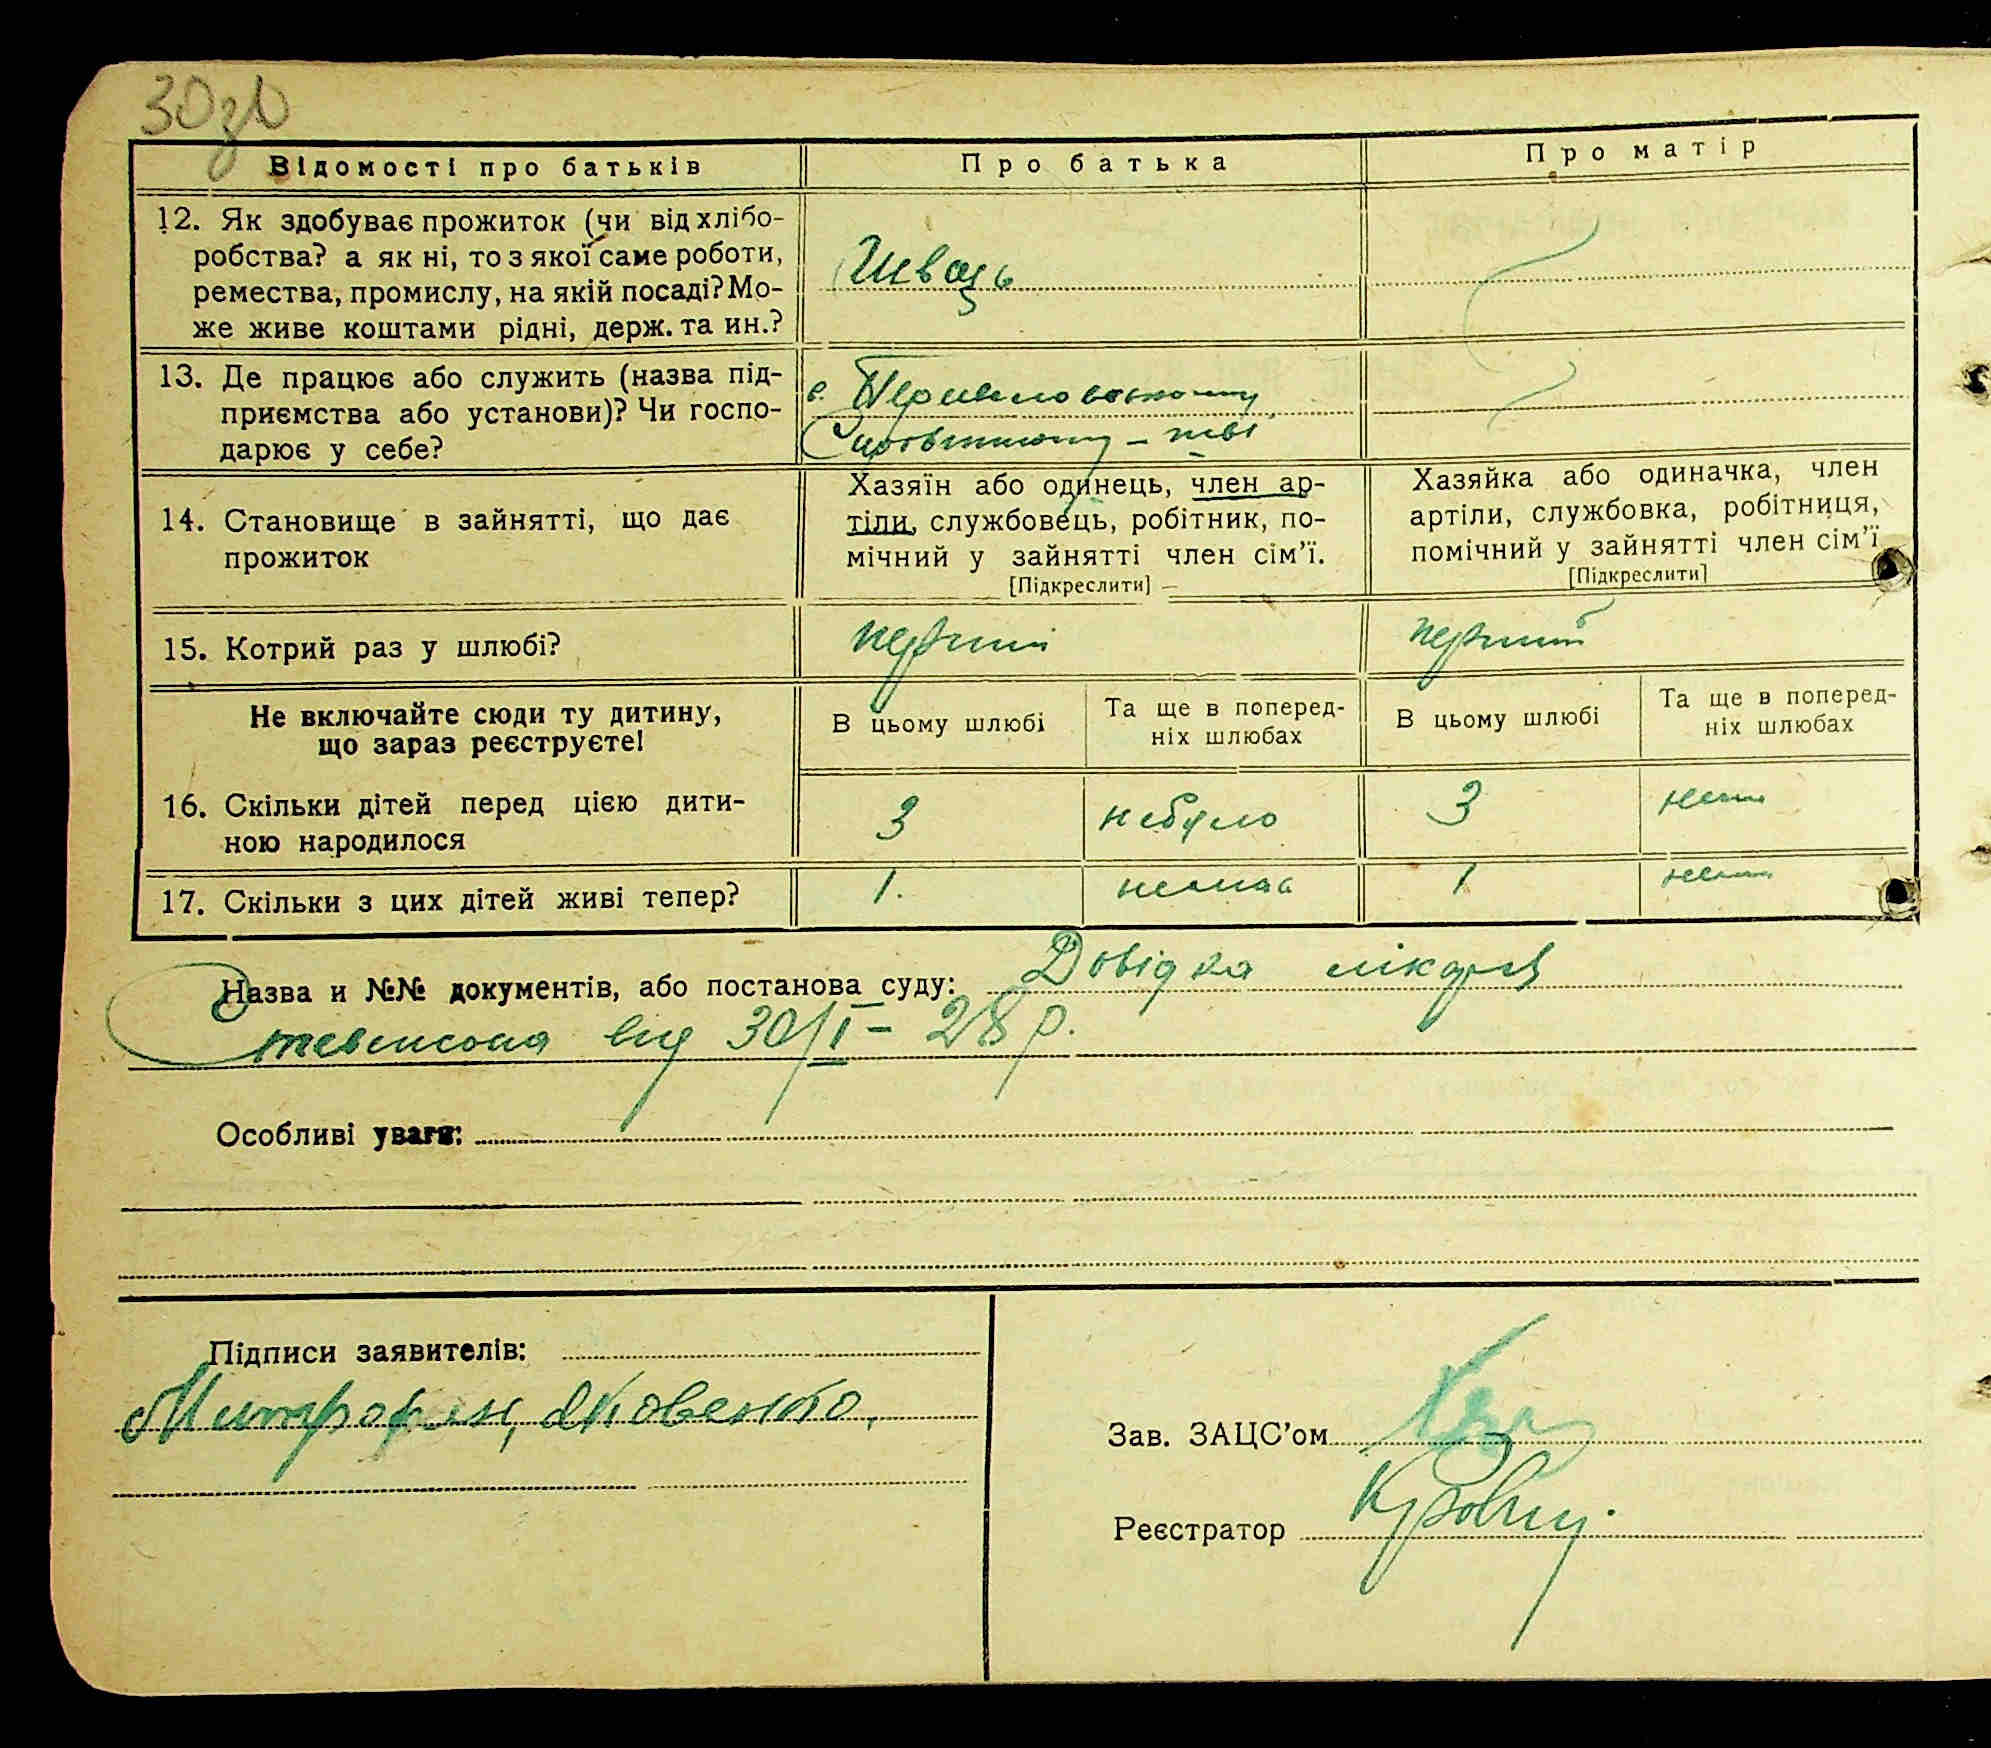 30зв
Відомості про батьків
Про батька
Про матір
12. Як здобуває прожиток (чи від хлібо-
робства? а як ні, то з якої саме роботи,
ремества, промислу, на якій посаді? Мо-
же живе коштами рідні, держ. та ин.?
Швець
13. Де працює або служить (назва під-
приємства або установи)? Чи госпо-
дарює у себе?
14. Становище в зайнятті, що дає
прожиток
Хазяїн або одинець, член ар-
тіли, службовець, робітник, по-
мічний у зайнятті член сім'ї.
[Підкреслити]
Хазяйка або одиначка, член
артіли, службовка, робітниця,
помічний у зайнятті член сім'ї
[Підкреслити]
15. Котрий раз у шлюбі?
перший
перший
Не включайте сюди ту дитину,
що зараз реєструєте!
В цьому шлюбі
Та ще в поперед-
ніх шлюбах
В цьому шлюбі
Та ще в поперед-
ніх шлюбах
16. Скільки дітей перед цією дити-
ною народилося
3
небуло
3
17. Скільки з цих дітей живі тепер?
1.
немає
1
Назва и №№ документів, або постанова суду: Довідка лікаря
від 30/I - 28 р.
Особливі уваги:
Підписи заявителів:
Митрофан, Яковенко.
Зав. ЗАЦС'ом
Реєстратор